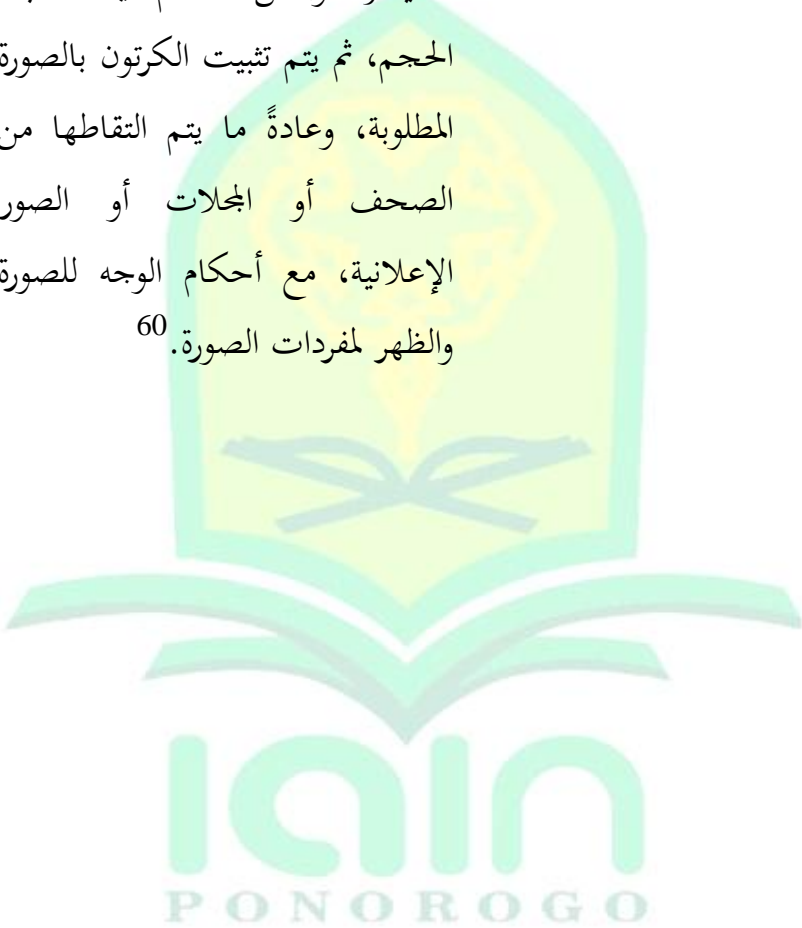 الحجم، ثم يتم تثبيت الكرتون بالصورة
المطلوبة، وعادةً ما يتم التقاطها من
الصحف أو المجلات أو الصور
الإعلانية، مع أحكام الوجه للصورة
والظهر لمفردات الصورة.60
iain
PONOROGO